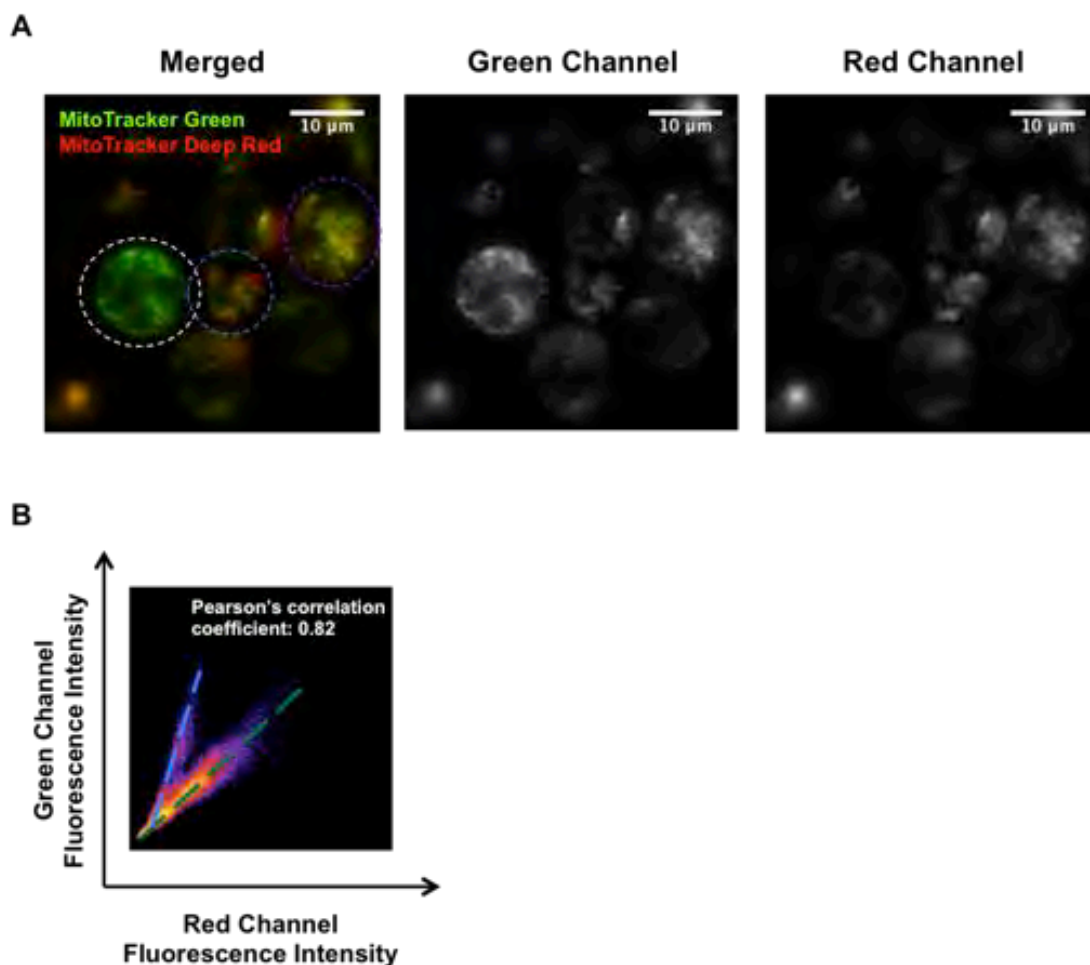 A
Merged
Green Channel
Red Channel
MitoTracker Green
MitoTracker Deep Red
10 µm
10 µm
10 µm
B
Pearson's correlation
coefficient: 0.82
Green Channel
Fluorescence Intensity
Red Channel
Fluorescence Intensity